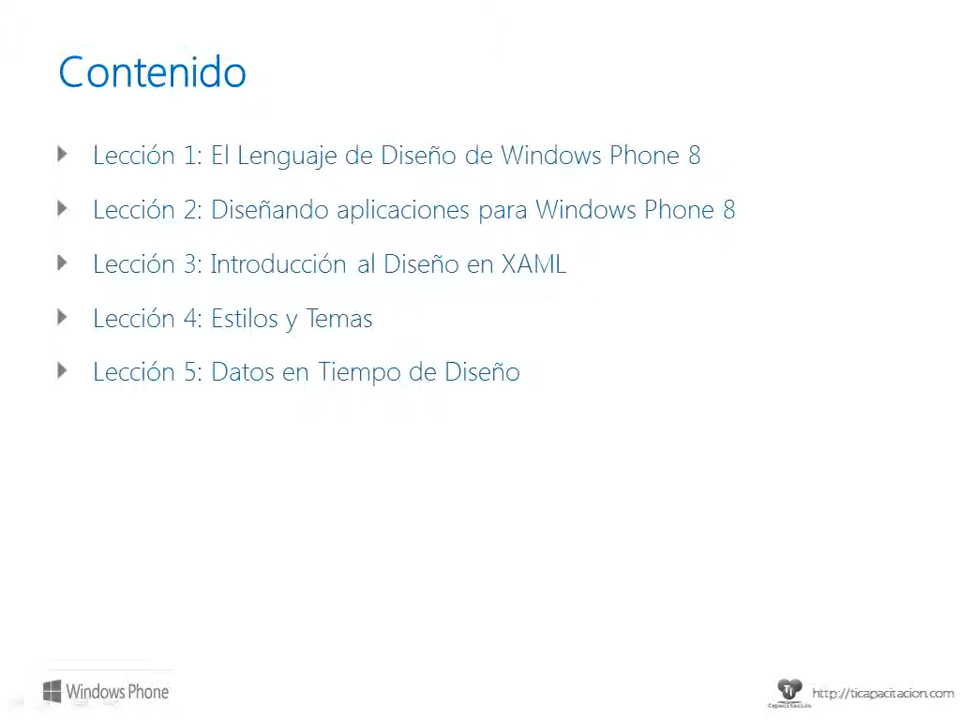 Contenido
Lección 1: El Lenguaje de Diseño de Windows Phone 8
Lección 2: Diseñando aplicaciones para Windows Phone 8
Lección 3: Introducción al Diseño en XAML
Lección 4: Estilos y Temas
Lección 5: Datos en Tiempo de Diseño
Windows Phone
Ti
Capacitación
http://ticapacitacion.com